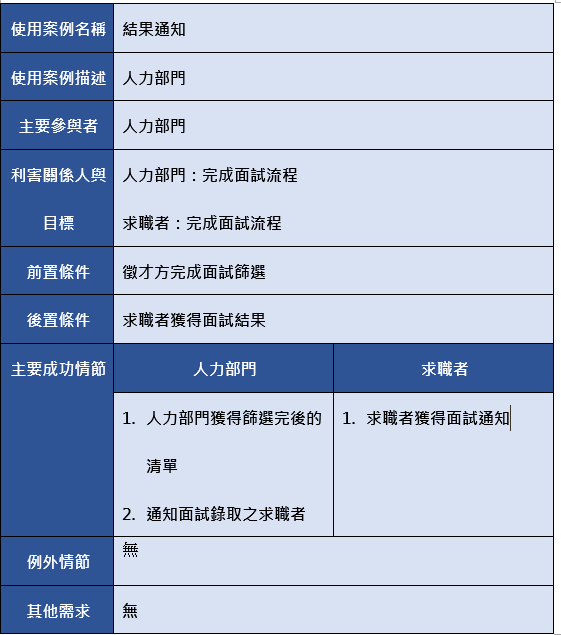 使用案例名稱 結果通知
使用案例描述 人力部門
主要參與者 人力部門
利害關係人與 人力部門：完成面試流程
目標 求職者：完成面試流程
前置條件 徵才方完成面試篩選
後置條件 求職者獲得面試結果
主要成功情節 人力部門 求職者
1. 人力部門獲得篩選完後的 1. 求職者獲得面試通知
清單
2. 通知面試錄取之求職者
例外情節 無
其他需求 無